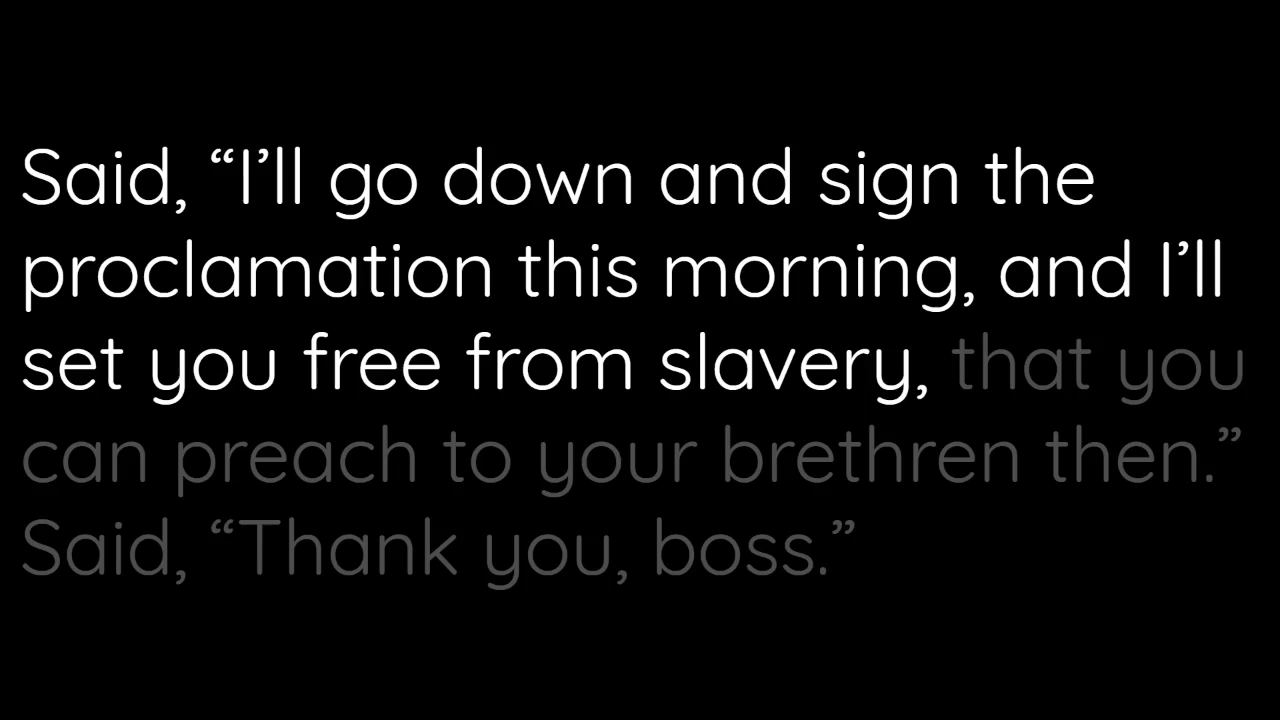 Said, “I’ll go down and sign the
proclamation this morning, and I’ll
set you free from slavery, that you
can preach to your brethren then.”
Said, “Thank you, boss.”